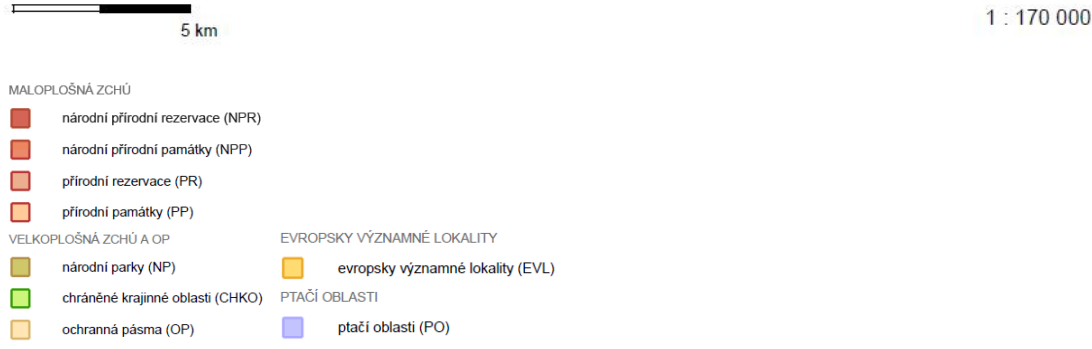 5 km
1 : 170 000
MALOPLOŠNÁ ZCHÚ
národní přírodní rezervace (NPR)
národní přírodní památky (NPP)
přírodní rezervace (PR)
přírodní památky (PP)
VELKOPLOŠNÁ ZCHÚ A OP
národní parky (NP)
chráněné krajinné oblasti (CHKO)
ochranná pásma (OP)
EVROPSKY VÝZNAMNÉ LOKALITY
evropsky významné lokality (EVL)
PTAČÍ OBLASTI
ptačí oblasti (PO)